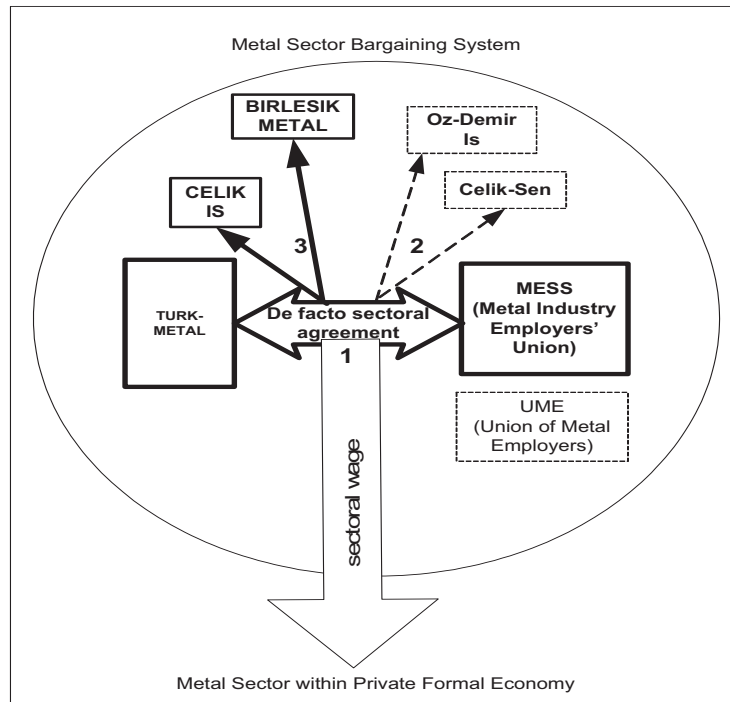 Metal Sector Bargaining System
BIRLESIK
METAL
Oz-Demir
Is
CELIK
IS
Celik-Sen
3
2
TURK-
METAL
De facto sectoral
agreement
1
MESS
(Metal Industry
Employers'
Union)
UME
(Union of Metal
Employers)
sectoral wage
Metal Sector within Private Formal Economy